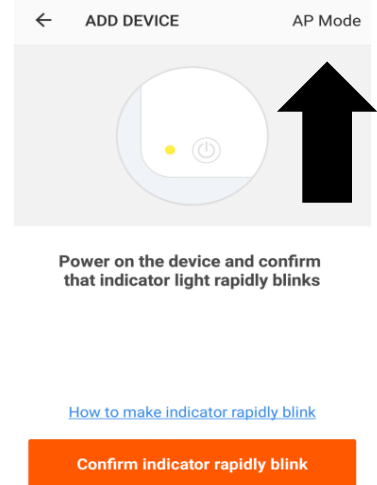 ADD DEVICE AP Mode
Power on the device and confirm
that indicator light rapidly blinks
How to make indicator rapidly blink
Confirm indicator rapidly blink